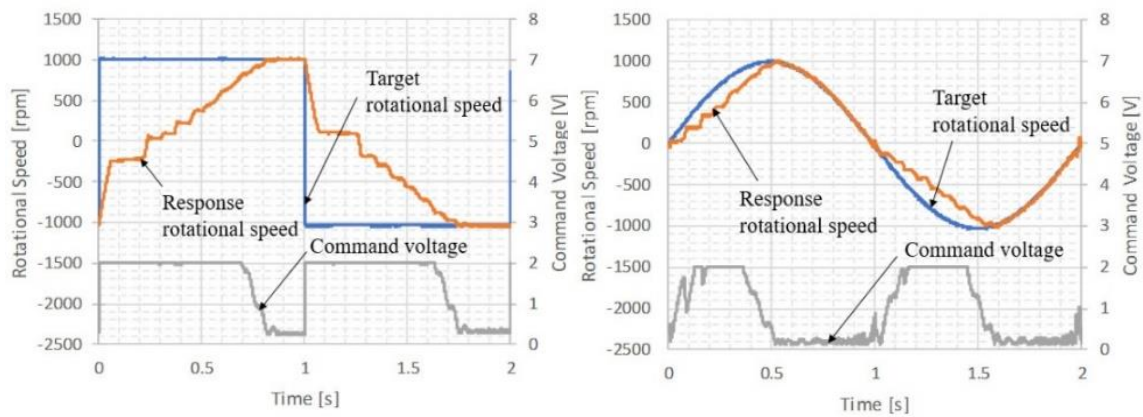 1500
1000
500
0
-500
-1000
-1500
-2000
-2500
Rotational Speed [rpm]
8
7
6
5
4
3
2
1
0
Command Voltage [V]
Target
rotational speed
Response
rotational speed
Command voltage
0
0.5
1
1.5
2
Time [s]
1500
1000
500
0
-500
-1000
-1500
-2000
-2500
Rotational Speed [rpm]
8
7
6
5
4
3
2
1
0
Command Voltage [V]
Target
rotational speed
Response
rotational speed
Command voltage
0
0.5
1
1.5
2
Time [s]